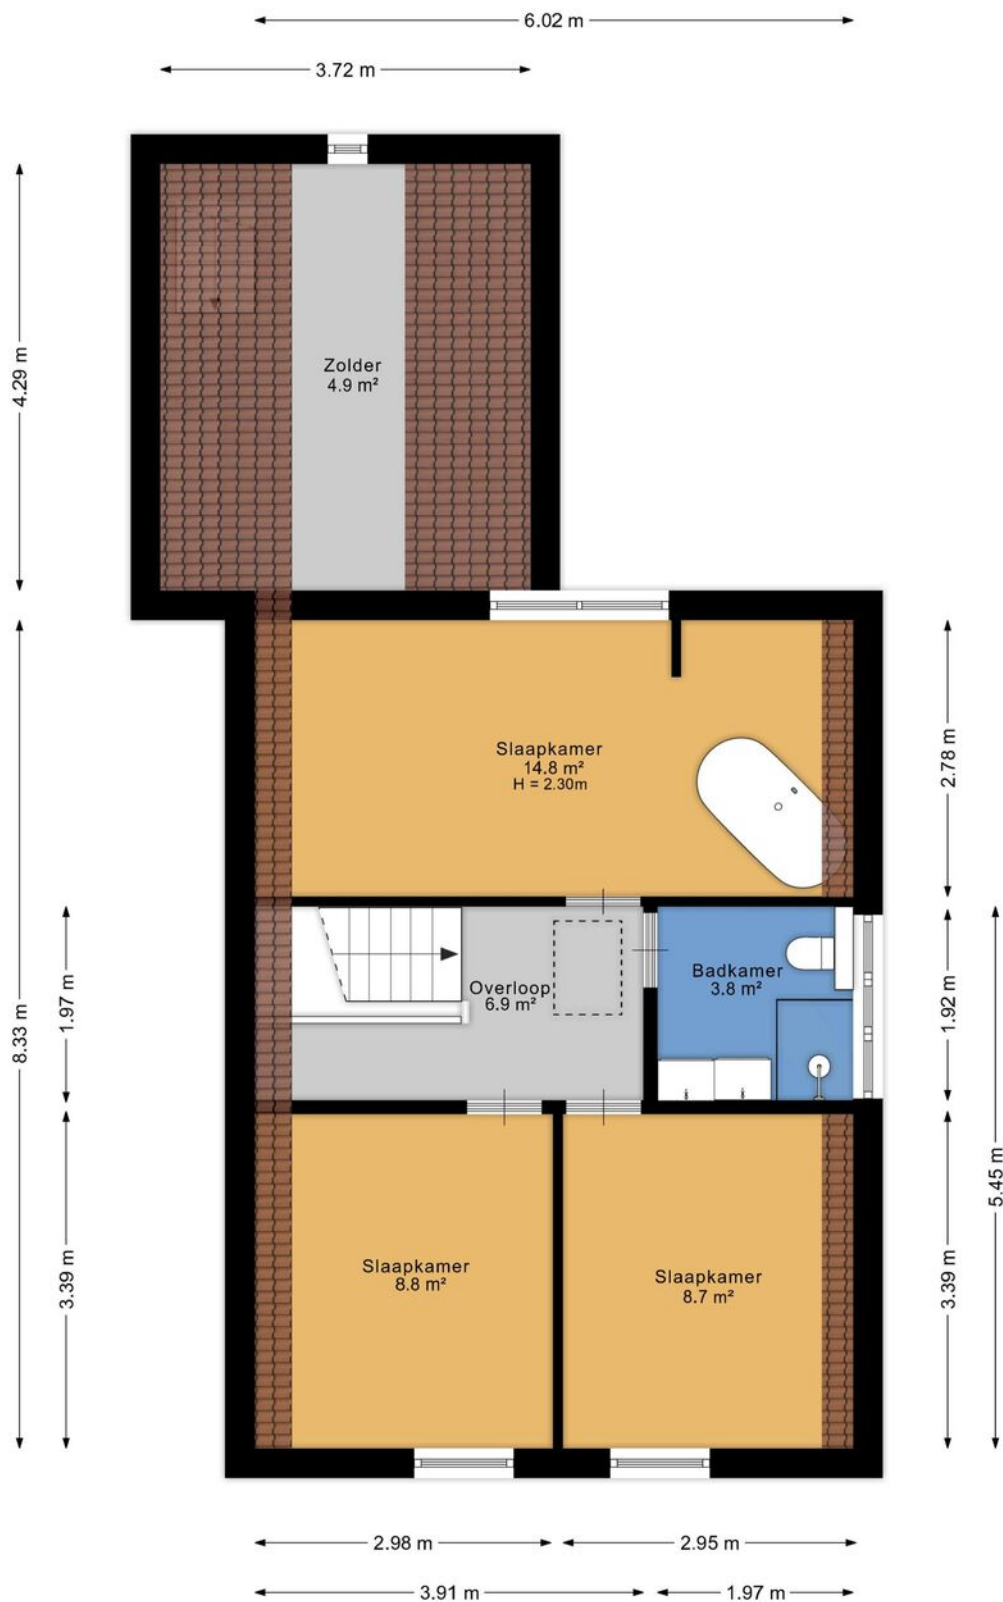 6.02 m
3.72 m
4.29 m
Zolder
4.9 m²
Slaapkamer
14.8 m²
H = 2.30m
2.78 m
8.33 m
1.97 m
Overloop
6.9 m²
Badkamer
3.8 m²
1.92 m
3.39 m
Slaapkamer
8.8 m²
Slaapkamer
8.7 m²
3.39 m
5.45 m
2.98 m
2.95 m
3.91 m
1.97 m